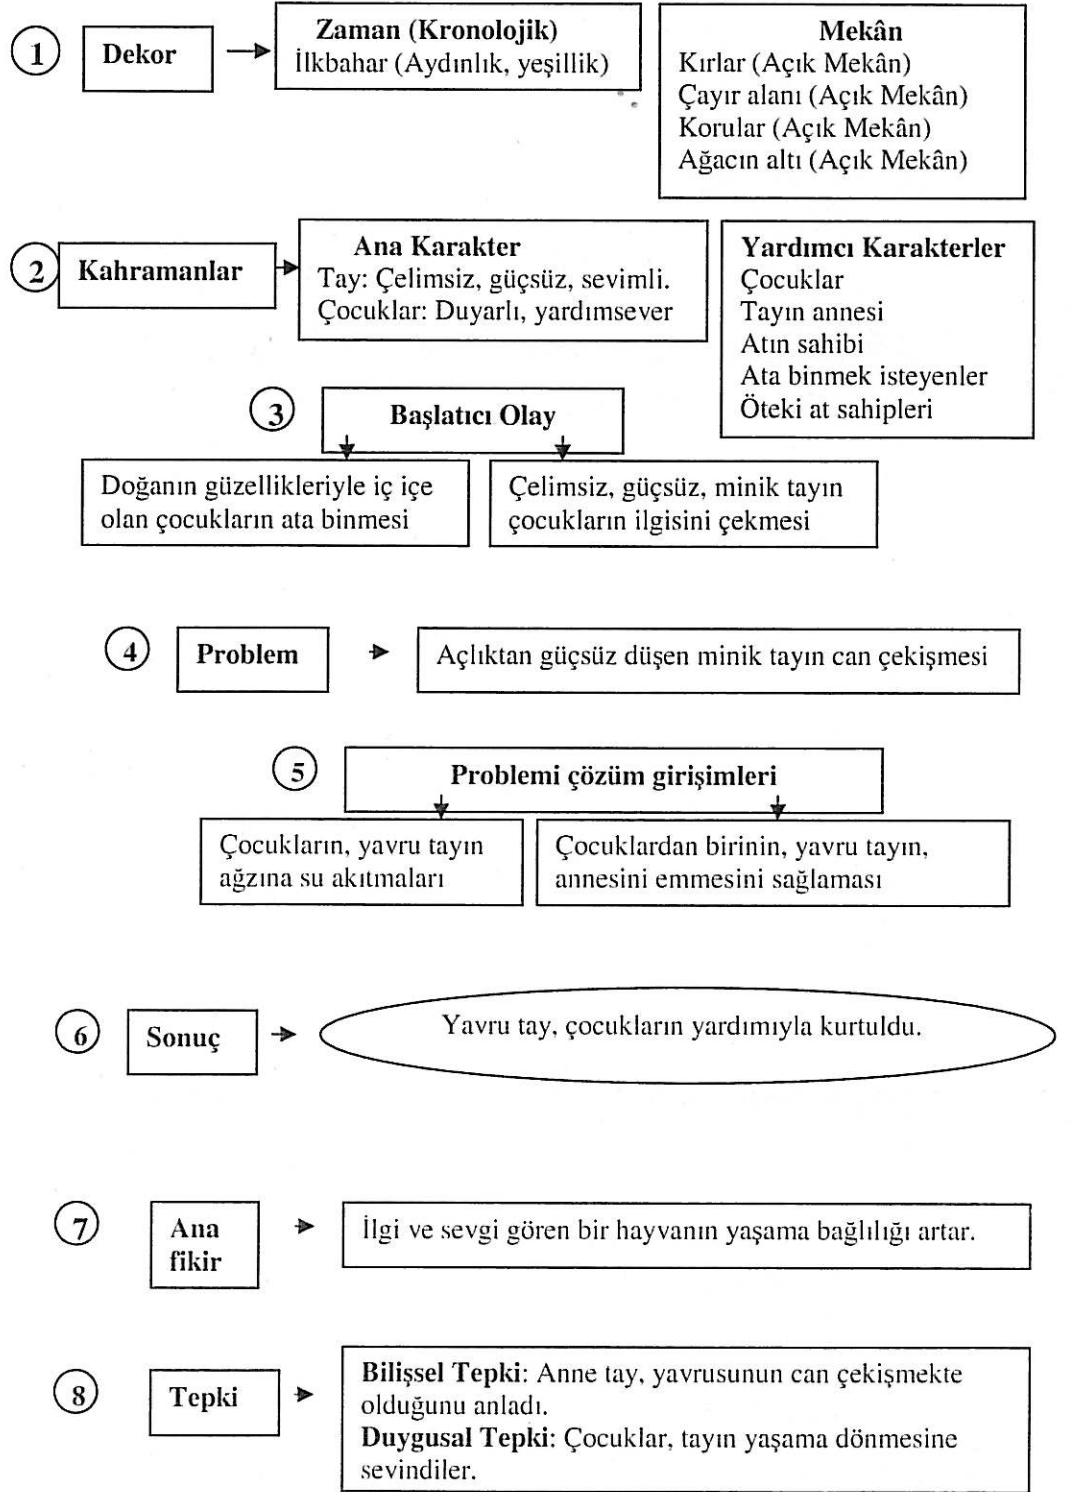 1
Dekor
Zaman (Kronolojik)
İlkbahar (Aydınlık, yeşillik)
Mekân
Kırlar (Açık Mekân)
Çayır alanı (Açık Mekân)
Korular (Açık Mekân)
Ağacın altı (Açık Mekân)
2
Kahramanlar
Ana Karakter
Tay: Çelimsiz, güçsüz, sevimli.
Çocuklar: Duyarlı, yardımsever
Yardımcı Karakterler
Çocuklar
Tayın annesi
Atın sahibi
Ata binmek isteyenler
Öteki at sahipleri
3
Başlatıcı Olay
Doğanın güzellikleriyle iç içe
olan çocukların ata binmesi
Çelimsiz, güçsüz, minik tayın
çocukların ilgisini çekmesi
4
Problem
Açlıktan güçsüz düşen minik tayın can çekişmesi
5
Problemi çözüm girişimleri
Çocukların, yavru tayın
ağzına su akıtmaları
Çocuklardan birinin, yavru tayın,
annesini emmesini sağlaması
6
Sonuç
Yavru tay, çocukların yardımıyla kurtuldu.
7
Ana
fikir
İlgi ve sevgi gören bir hayvanın yaşama bağlılığı artar.
8
Tepki
Bilişsel Tepki: Anne tay, yavrusunun can çekişmekte
olduğunu anladı.
Duygusal Tepki: Çocuklar, tayın yaşama dönmesine
sevindiler.